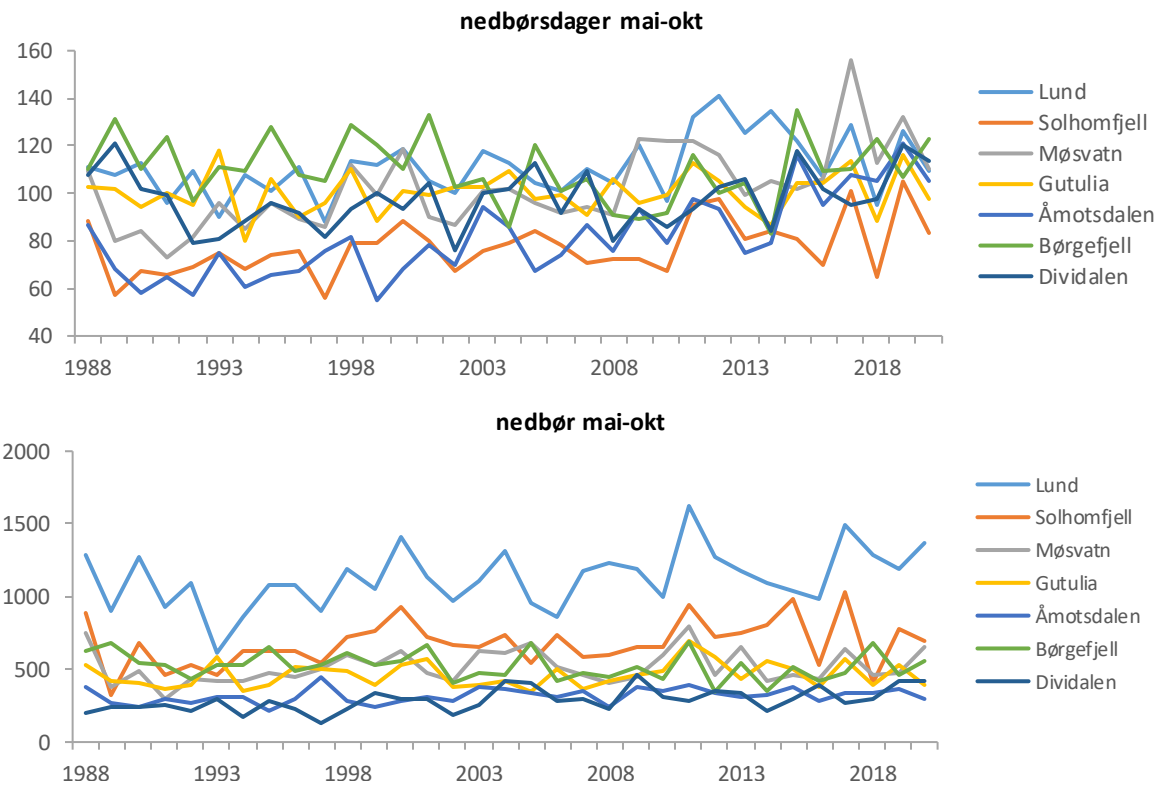 nedbørsdager mai-okt
160
140
120
100
80
60
40
1988 1993 1998 2003 2008 2013 2018
Lund
Solhomfjell
Møsvatn
Gutulia
Åmotsdalen
Børgefjell
Dividalen
nedbør mai-okt
2000
1500
1000
500
0
1988 1993 1998 2003 2008 2013 2018
Lund
Solhomfjell
Møsvatn
Gutulia
Åmotsdalen
Børgefjell
Dividalen